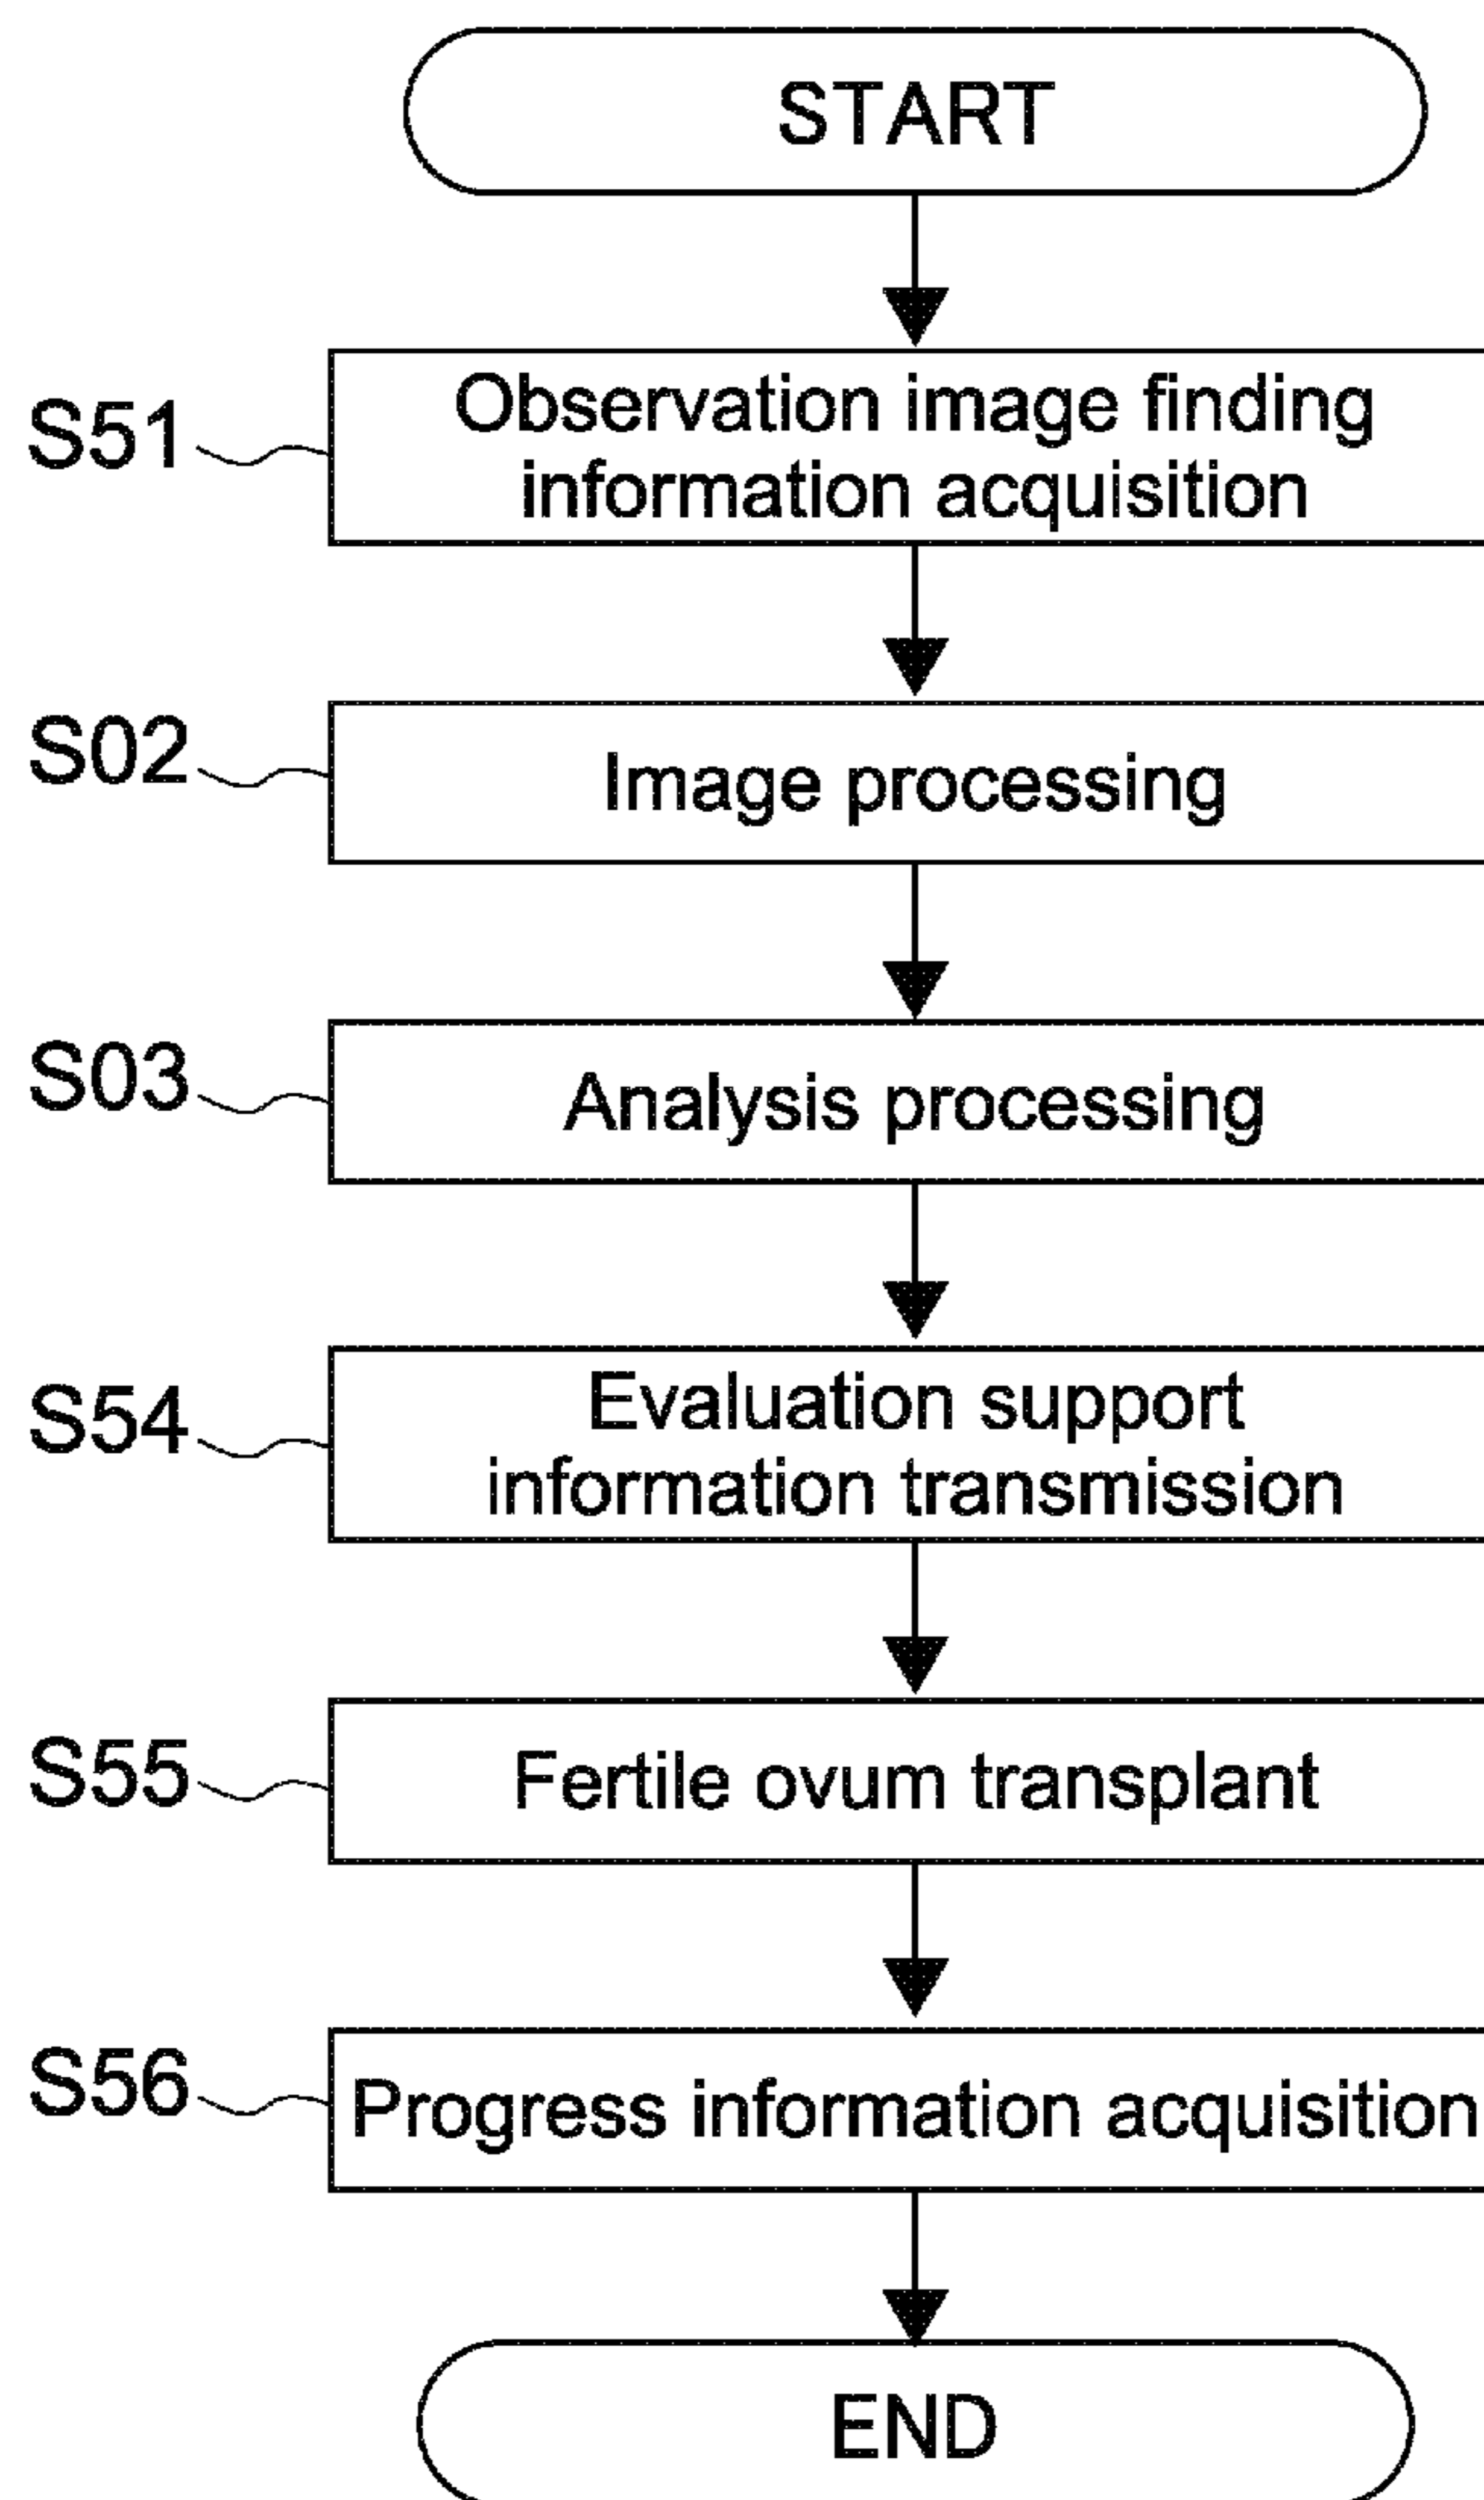 START
S51
Observation image finding
information acquisition
S02
Image processing
S03
Analysis processing
S54
Evaluation support
information transmission
S55
Fertile ovum transplant
S56
Progress information acquisition
END